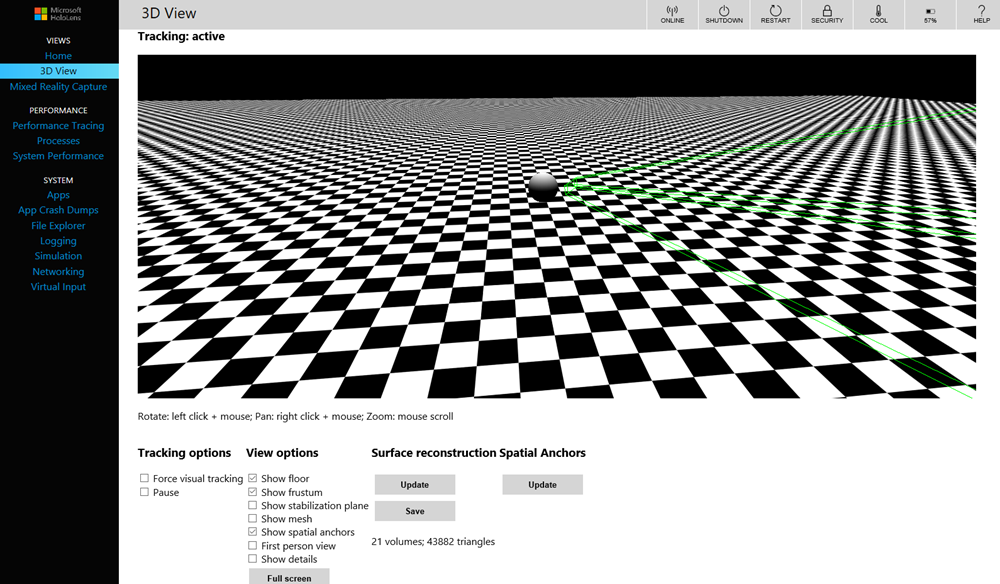 Microsoft
HoloLens
3D View
ONLINE
SHUTDOWN
RESTART
SECURITY
COOL
57%
HELP
VIEWS
Home
3D View
Mixed Reality Capture
PERFORMANCE
Performance Tracing
Processes
System Performance
SYSTEM
Apps
App Crash Dumps
File Explorer
Logging
Simulation
Networking
Virtual Input
Tracking: active
Rotate: left click + mouse; Pan: right click + mouse; Zoom: mouse scroll
Tracking options
Force visual tracking
Pause
View options
Show floor
Show frustum
Show stabilization plane
Show mesh
Show spatial anchors
First person view
Show details
Full screen
Surface reconstruction
Update
Save
21 volumes; 43882 triangles
Spatial Anchors
Update